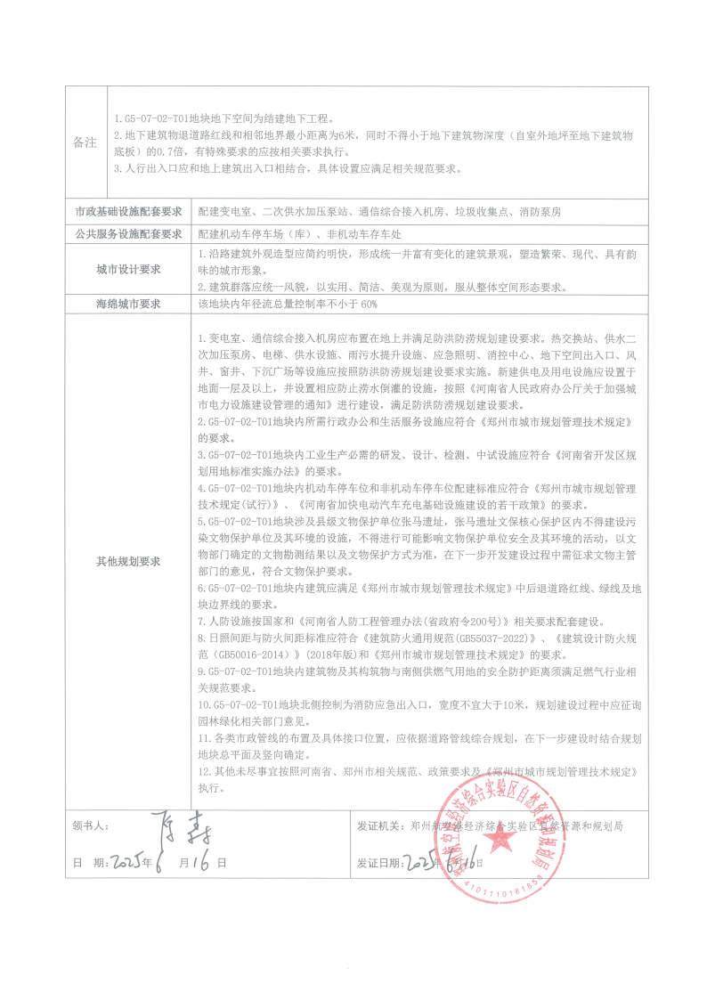 备注
1.G5-07-02-T01地块地下空间为结建地下工程。
2.地下建筑物退道路红线和相邻地界最小距离为6米，同时不得小于地下建筑物深度（自室外地坪至地下建筑物
底板）的0.7倍，有特殊要求的应按相关要求执行。
3.人行出入口应和地上建筑出入口相结合，具体设置应满足相关规范要求。
市政基础设施配套要求
配建变电室、二次供水加压泵站、通信综合接入机房、垃圾收集点、消防泵房
公共服务设施配套要求
配建机动车停车场（库）、非机动车存车处
城市设计要求
1.沿路建筑外观造型应简约明快，形成统一并富有变化的建筑景观，塑造繁荣、现代、具有韵
味的城市形象。
2.建筑群落应统一风貌，以实用、简洁、美观为原则，服从整体空间形态要求。
海绵城市要求
该地块内年径流总量控制率不小于 60%
其他规划要求
1.变电室、通信综合接入机房应布置在地上并满足防洪防涝规划建设要求。热交换站、供水二
次加压泵房、电梯、供水设施、雨污水提升设施、应急照明、消控中心、地下空间出入口、风
井、窗井、下沉广场等设施应按照防洪防涝规划建设要求实施。新建供电及用电设施应设置于
地面一层及以上，并设置相应防止涝水倒灌的设施，按照《河南省人民政府办公厅关于加强城
市电力设施建设管理的通知》进行建设，满足防洪防涝规划建设要求。
2.G5-07-02-T01地块内所需行政办公和生活服务设施应符合《郑州市城市规划管理技术规定》
的要求。
3.G5-07-02-T01地块内工业生产必需的研发、设计、检测、中试设施应符合《河南省开发区规
划用地标准实施办法》的要求。
4.G5-07-02-T01地块内机动车停车位和非机动车停车位配建标准应符合《郑州市城市规划管理
技术规定(试行)》、《河南省加快电动汽车充电基础设施建设的若干政策》的要求。
5.G5-07-02-T01地块涉及县级文物保护单位张马遗址，张马遗址文保核心保护区内不得建设污
染文物保护单位及其环境的设施，不得进行可能影响文物保护单位安全及其环境的活动，以文
物部门确定的文物勘测结果以及文物保护方式为准，在下一步开发建设过程中需征求文物主管
部门的意见，符合文物保护要求。
6.G5-07-02-T01地块内建筑应满足《郑州市城市规划管理技术规定》中后退道路红线、绿线及地
块边界线的要求。
7.人防设施按国家和《河南省人防工程管理办法(省政府令200号)》相关要求配套建设。
8.日照间距与防火间距标准应符合《建筑防火通用规范(GB55037-2022)》、《建筑设计防火规
范（GB50016-2014）》(2018年版)和《郑州市城市规划管理技术规定》的要求。
9.G5-07-02-T01地块内建筑物及其构筑物与南侧供燃气用地的安全防护距离须满足燃气行业相
关规范要求。
10.G5-07-02-T01地块北侧控制为消防应急出入口，宽度不宜大于10米，规划建设过程中应征询
园林绿化相关部门意见。
11.各类市政管线的布置及具体接口位置，应依据道路管线综合规划，在下一步建设时结合规划
地块总平面及竖向确定。
12.其他未尽事宜按照河南省、郑州市相关规范、政策要求及《郑州市城市规划管理技术规定》
执行。
领书人：
日 期：2025年6月16日
发证机关：郑州航空港经济综合实验区自然资源和规划局
发证日期：2025年6月16日
郑州航空港经济综合实验区自然资源和规划局